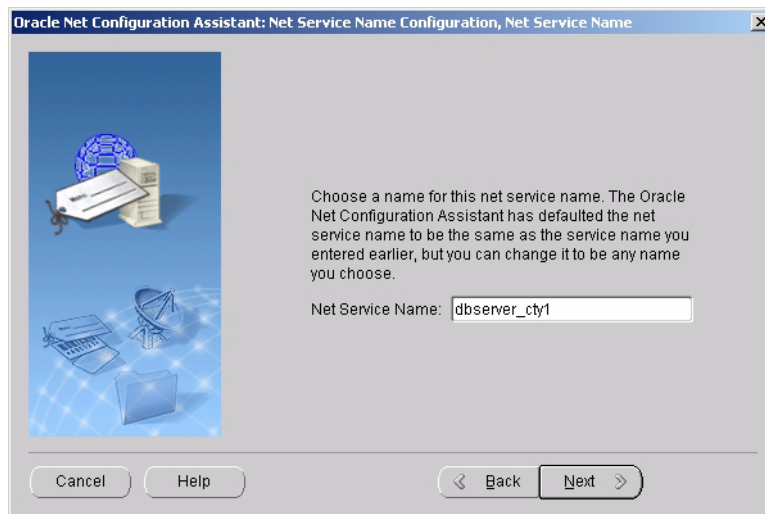 Oracle Net Configuration Assistant: Net Service Name Configuration, Net Service Name
Choose a name for this net service name. The Oracle
Net Configuration Assistant has defaulted the net
service name to be the same as the service name you
entered earlier, but you can change it to be any name
you choose.
Net Service Name: dbserver_cty1
Cancel
Help
Back
Next